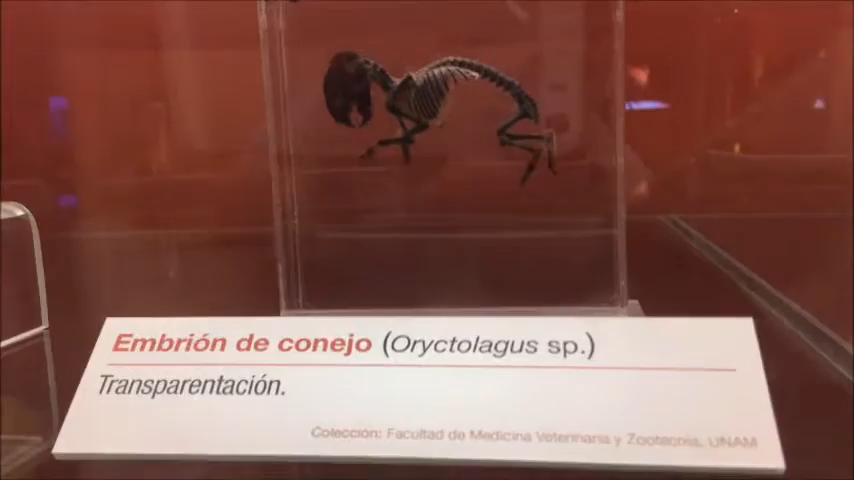 Embrión de conejo (Oryctolagus sp.)
Transparentación.
Colección: Facultad de Medicina Veterinaria y Zootecnia, UNAM